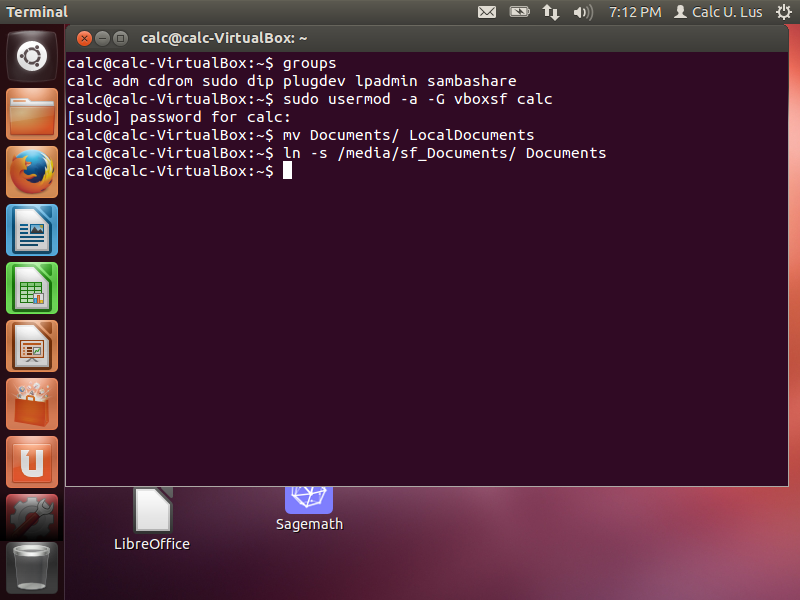 Terminal
7:12 PM
Calc U. Lus
calc@calc-VirtualBox: ~
calc@calc-VirtualBox:~$ groups
calc adm cdrom sudo dip plugdev lpadmin sambashare
calc@calc-VirtualBox:~$ sudo usermod -a -G vboxsf calc
[sudo] password for calc:
calc@calc-VirtualBox:~$ mv Documents/ LocalDocuments
calc@calc-VirtualBox:~$ ln -s /media/sf_Documents/ Documents
calc@calc-VirtualBox:~$
LibreOffice
Sagemath